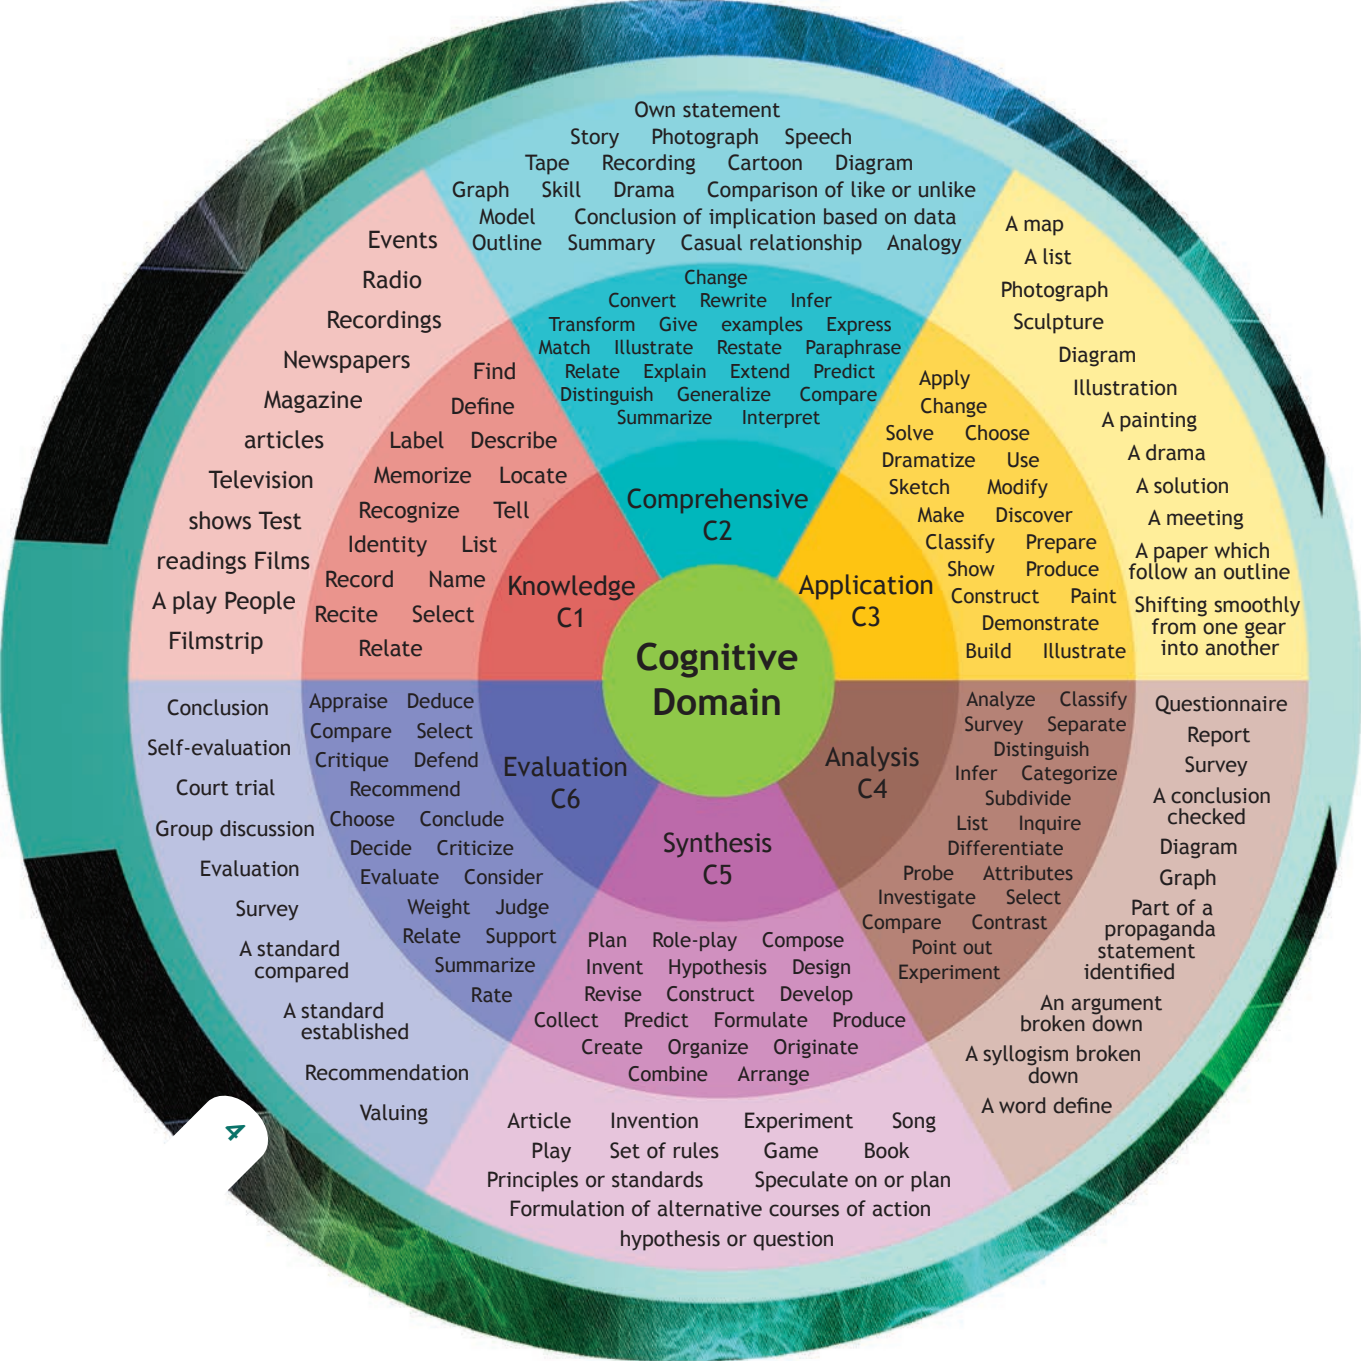 Cognitive
Domain
Knowledge
C1
Find
Define
Label Describe
Memorize Locate
Recognize Tell
Identity List
Record Name
Recite Select
Relate
Events
Radio
Recordings
Newspapers
Magazine
articles
Television
shows Test
readings Films
A play People
Filmstrip
Comprehensive
C2
Change
Convert Rewrite Infer
Transform Give examples Express
Match Illustrate Restate Paraphrase
Relate Explain Extend Predict
Distinguish Generalize Compare
Summarize Interpret
Own statement
Story Photograph Speech
Tape Recording Cartoon Diagram
Graph Skill Drama Comparison of like or unlike
Model Conclusion of implication based on data
Outline Summary Casual relationship Analogy
Application
C3
Apply
Change
Solve Choose
Dramatize Use
Sketch Modify
Make Discover
Classify Prepare
Show Produce
Construct Paint
Demonstrate
Build Illustrate
A map
A list
Photograph
Sculpture
Diagram
Illustration
A painting
A drama
A solution
A meeting
A paper which
follow an outline
Shifting smoothly
from one gear
into another
Analysis
C4
Analyze Classify
Survey Separate
Distinguish
Infer Categorize
Subdivide
List Inquire
Differentiate
Probe Attributes
Investigate Select
Compare Contrast
Point out
Experiment
Questionnaire
Report
Survey
A conclusion
checked
Diagram
Graph
Part of a
propaganda
statement
identified
An argument
broken down
A syllogism broken
down
A word define
Synthesis
C5
Plan Role-play Compose
Invent Hypothesis Design
Revise Construct Develop
Collect Predict Formulate Produce
Create Organize Originate
Combine Arrange
Article Invention Experiment Song
Play Set of rules Game Book
Principles or standards Speculate on or plan
Formulation of alternative courses of action
hypothesis or question
Evaluation
C6
Appraise Deduce
Compare Select
Critique Defend
Recommend
Choose Conclude
Decide Criticize
Evaluate Consider
Weight Judge
Relate Support
Summarize
Rate
Conclusion
Self-evaluation
Court trial
Group discussion
Evaluation
Survey
A standard
compared
A standard
established
Recommendation
Valuing
4